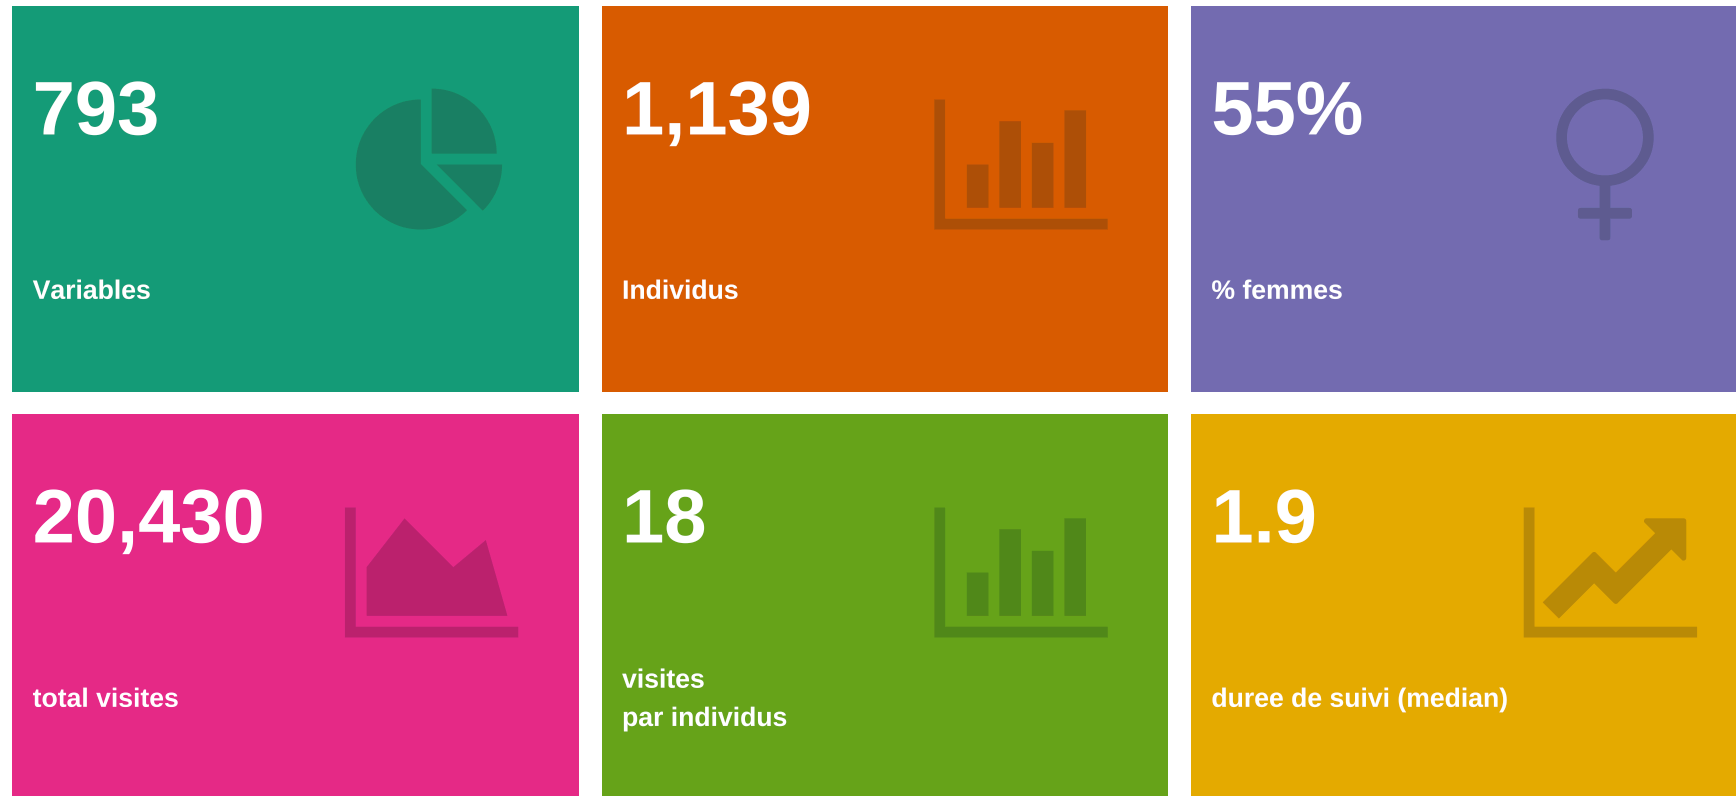 793
Variables
1,139
Individus
55%
% femmes
20,430
total visites
18
visites
par individus
1.9
duree de suivi (median)